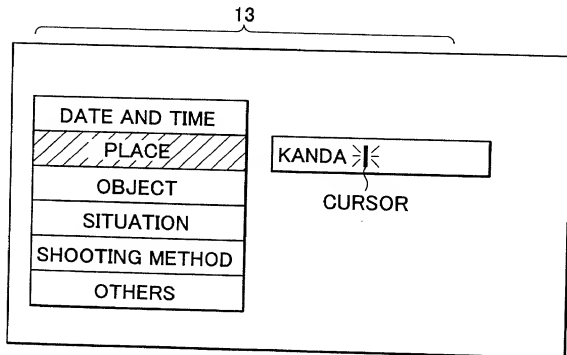 13
DATE AND TIME
PLACE
OBJECT
SITUATION
SHOOTING METHOD
OTHERS
KANDA
CURSOR